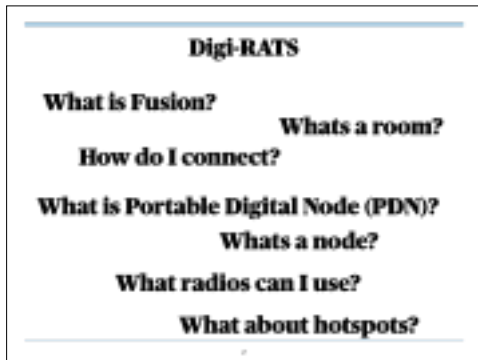 Digi-RATS
What is Fusion?
Whats a room?
How do I connect?
What is Portable Digital Node (PDN)?
Whats a node?
What radios can I use?
What about hotspots?